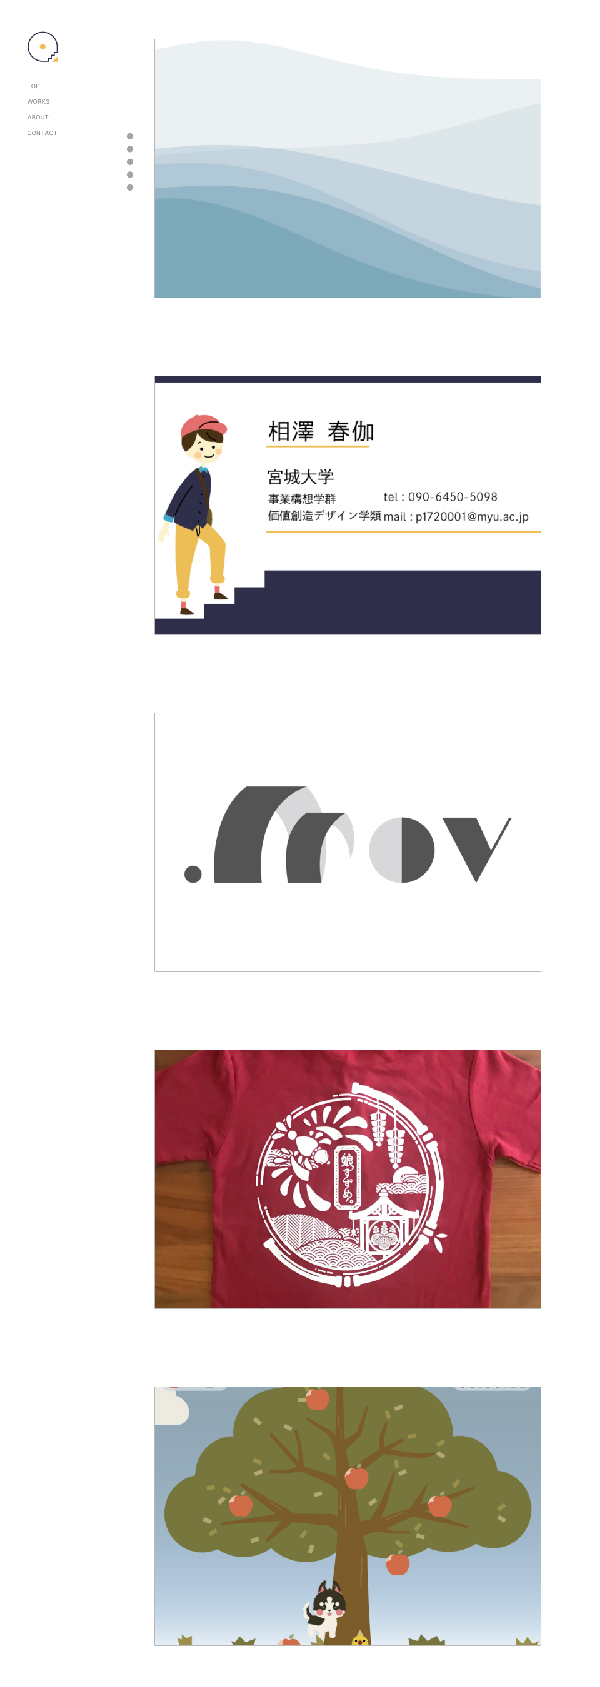 TOP
WORKS
ABOUT
CONTACT
相澤 春伽
宮城大学
事業構想学群
tel : 090-6450-5098
価値創造デザイン学類 mail : p1720001@myu.ac.jp
.mov
娘すずめ。